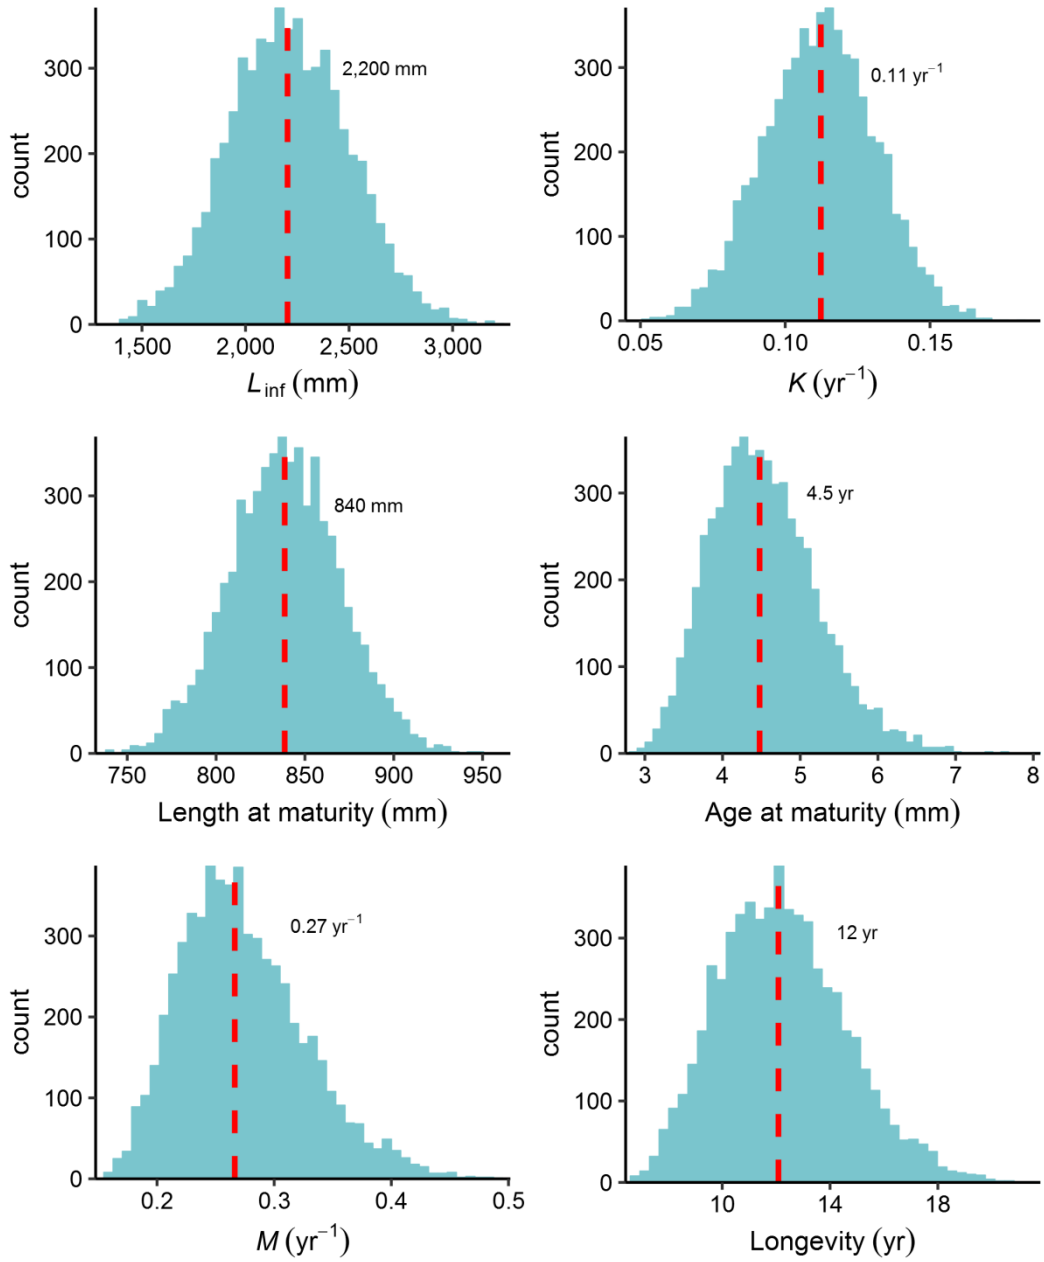 300
200
100
0
count
2,200 mm
1,500 2,000 2,500 3,000
Linf (mm)
300
200
100
0
count
0.11 yr⁻¹
0.05 0.10 0.15
K (yr⁻¹)
300
200
100
0
count
840 mm
750 800 850 900 950
Length at maturity (mm)
300
200
100
0
count
4.5 yr
3 4 5 6 7 8
Age at maturity (mm)
300
200
100
0
count
0.27 yr⁻¹
0.2 0.3 0.4 0.5
M (yr⁻¹)
300
200
100
0
count
12 yr
10 14 18
Longevity (yr)